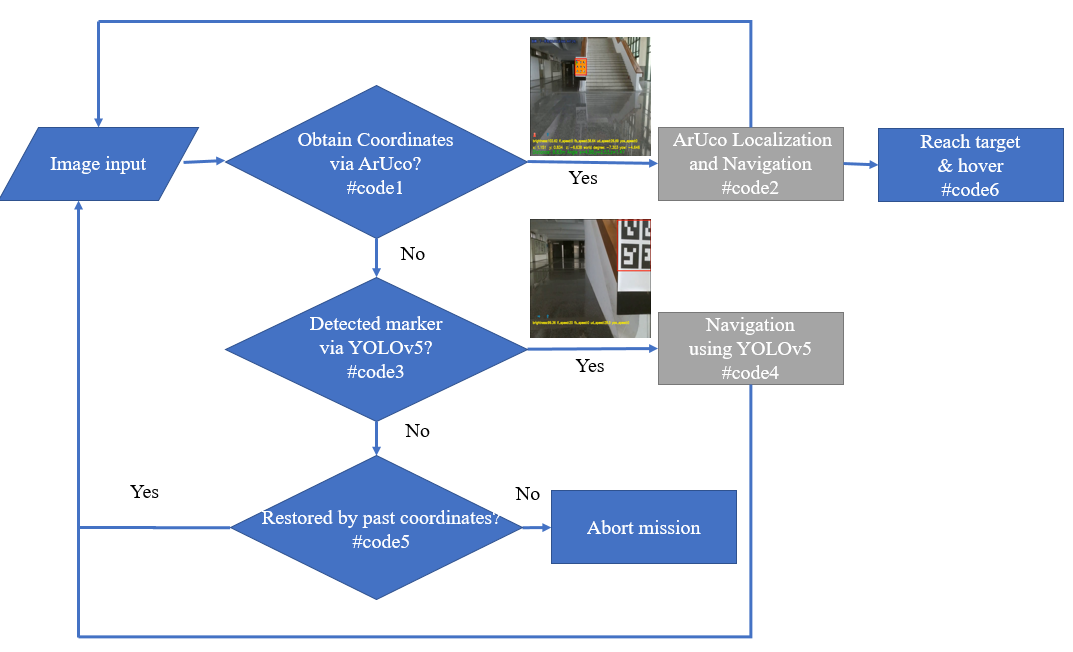 Image input
Obtain Coordinates
via ArUco?
#code1
Yes
ArUco Localization
and Navigation
#code2
Reach target
& hover
#code6
No
Detected marker
via YOLOv5?
#code3
Yes
Navigation
using YOLOv5
#code4
No
Restored by past coordinates?
#code5
Yes
No
Abort mission